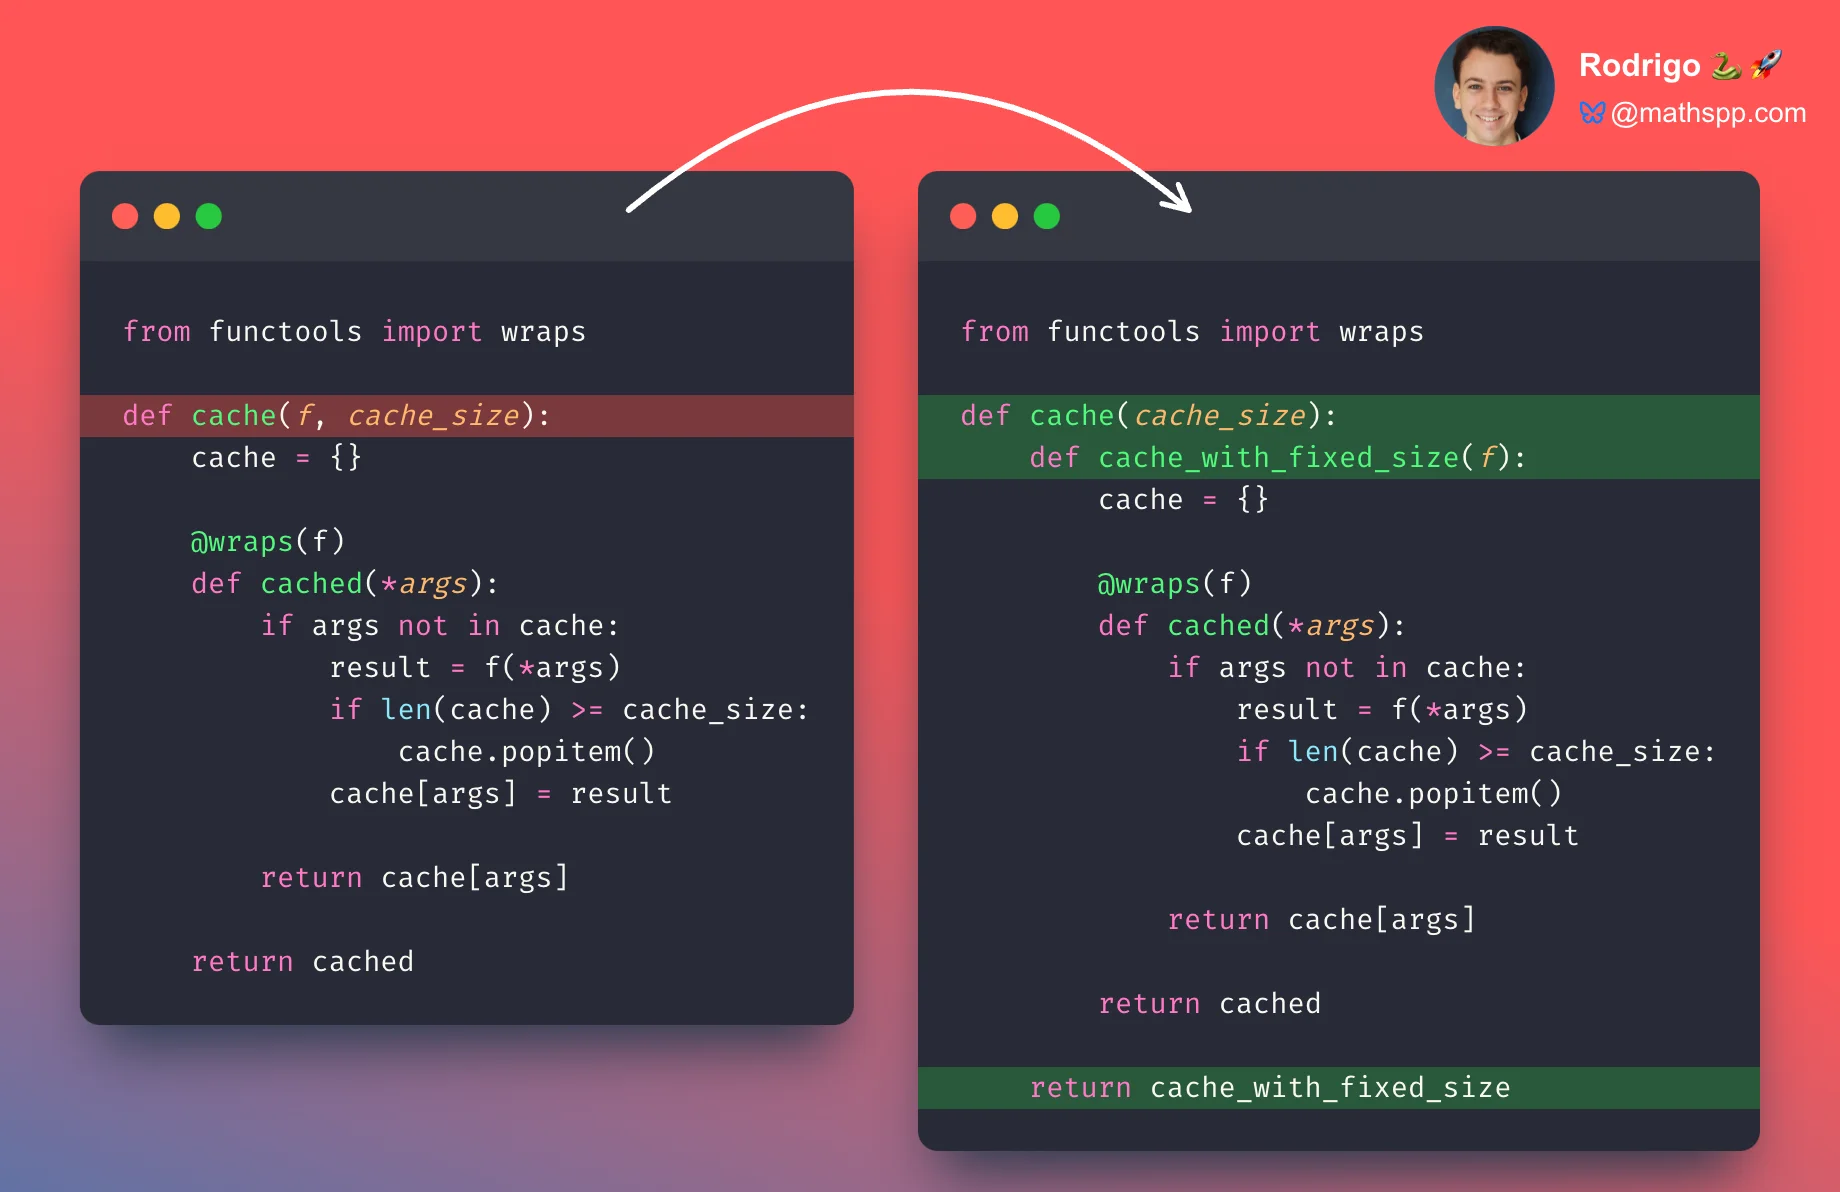 Rodrigo 🐍🚀
@mathspp.com
from functools import wraps
def cache(f, cache_size):
    cache = {}
    @wraps(f)
    def cached(*args):
        if args not in cache:
            result = f(*args)
            if len(cache) >= cache_size:
                cache.popitem()
            cache[args] = result
        return cache[args]
    return cached
from functools import wraps
def cache(cache_size):
    def cache_with_fixed_size(f):
        cache = {}
        @wraps(f)
        def cached(*args):
            if args not in cache:
                result = f(*args)
                if len(cache) >= cache_size:
                    cache.popitem()
                cache[args] = result
            return cache[args]
        return cached
    return cache_with_fixed_size